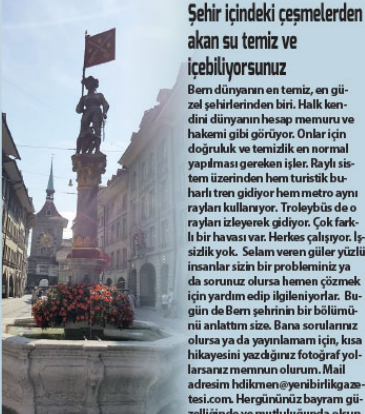 Şehir içindeki çeşmelerden
akan su temiz ve
içebiliyorsunuz
Bern dünyanın en temiz, en gü-
zel şehirlerinden biri. Halk ken-
dini dünyanın hesap memuru ve
hakemi gibi görüyor. Onlar için
doğruluk ve temizlik en normal
yapılması gereken işler. Raylı sis-
tem üzerinden hem turistik bu-
harlı tren gidiyor hem metro aynı
rayları kullanıyor. Troleybüs de o
rayları izleyerek gidiyor. Çok fark-
lı bir havası var. Herkes çalışıyor. İş-
sizlik yok. Selam veren güler yüzlü
insanlar sizin bir probleminiz ya
da sorunuz olursa hemen çözmek
için yardım edip ilgileniyorlar. Bu-
gün de Bern şehrinin bir bölümü-
nü anlattım size. Bana sorularınız
olursa ya da yayınlamam için, kısa
hikayesini yazdığınız fotoğraf yol-
larsanız memnun olurum. Mail
adresim hdikmen@yenibirlikgaze-
tesi.com. Hergününüz bayram gü-
zelliğinde ve mutluluğunda olsun